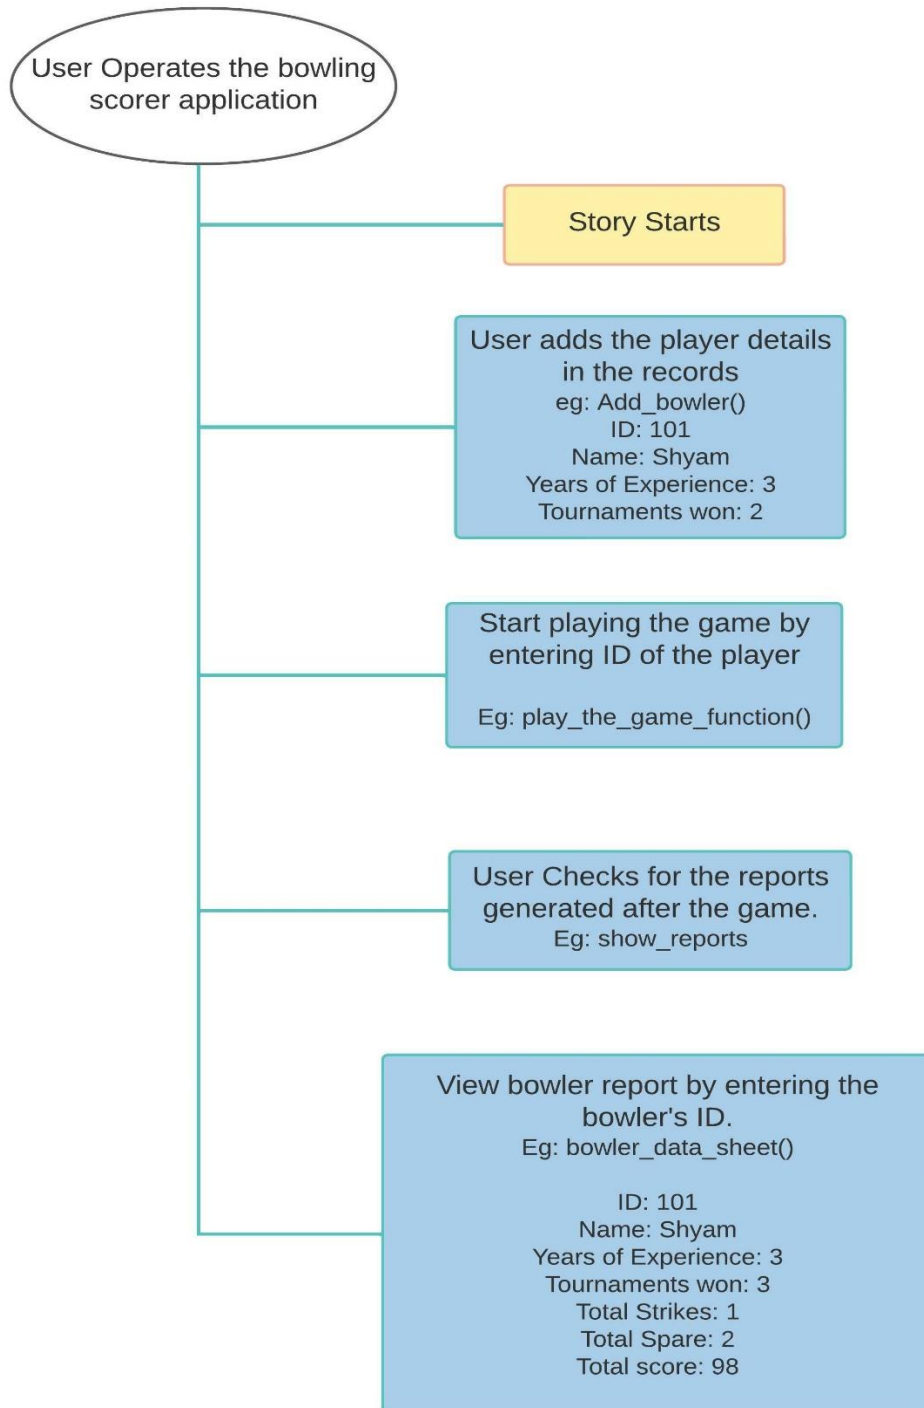 User Operates the bowling
scorer application
Story Starts
User adds the player details
in the records
eg: Add_bowler()
ID: 101
Name: Shyam
Years of Experience: 3
Tournaments won: 2
Start playing the game by
entering ID of the player
Eg: play_the_game_function()
User Checks for the reports
generated after the game.
Eg: show_reports
View bowler report by entering the
bowler's ID.
Eg: bowler_data_sheet()
ID: 101
Name: Shyam
Years of Experience: 3
Tournaments won: 3
Total Strikes: 1
Total Spare: 2
Total score: 98